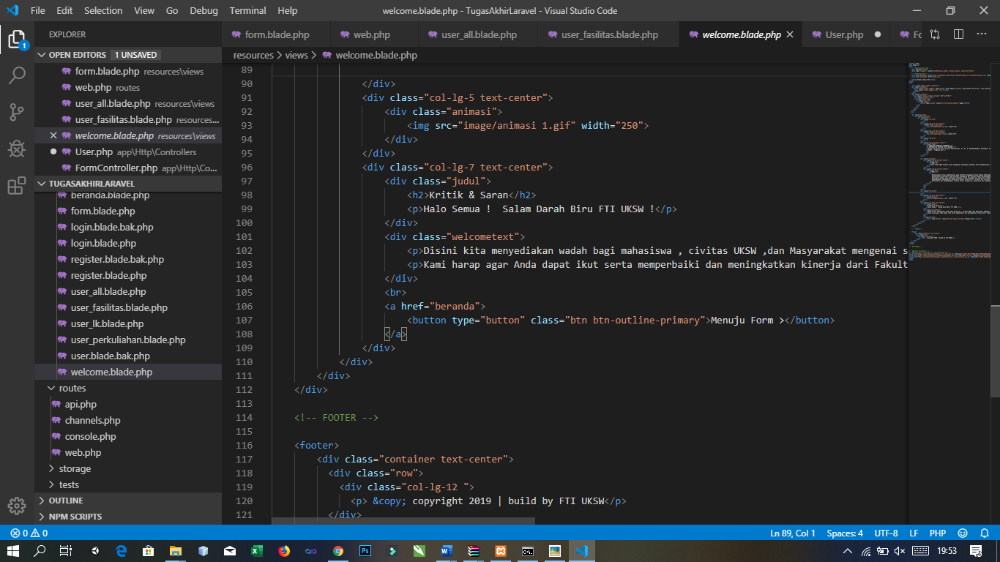 File Edit Selection View Go Debug Terminal Help welcome.blade.php - TugasAkhirLaravel - Visual Studio Code
EXPLORER
OPEN EDITORS 1 UNSAVED
form.blade.php resources\views
web.php routes
user_all.blade.php resources\views
user_fasilitas.blade.php resources...
welcome.blade.php resources\views
User.php app\Http\Controllers
FormController.php app\Http\Co...
TUGASAKHIRLARAVEL
beranda.blade.php
form.blade.php
login.blade.bak.php
login.blade.php
register.blade.bak.php
register.blade.php
user_all.blade.php
user_fasilitas.blade.php
user_lk.blade.php
user_perkuliahan.blade.php
user.blade.bak.php
welcome.blade.php
routes
api.php
channels.php
console.php
web.php
storage
tests
OUTLINE
NPM SCRIPTS
1
form.blade.php web.php user_all.blade.php user_fasilitas.blade.php welcome.blade.php User.php Fo
resources > views > welcome.blade.php
89
90 </div>
91 <div class="col-lg-5 text-center">
92 <div class="animasi">
93 <img src="image/animasi 1.gif" width="250">
94 </div>
95 </div>
96 <div class="col-lg-7 text-center">
97 <div class="judul">
98 <h2>Kritik & Saran</h2>
99 <p>Halo Semua !  Salam Darah Biru FTI UKSW !</p>
100 </div>
101 <div class="welcometext">
102 <p>Disini kita menyediakan wadah bagi mahasiswa , civitas UKSW ,dan Masyarakat mengenai s
103 <p>Kami harap agar Anda dapat ikut serta memperbaiki dan meningkatkan kinerja dari Fakult
104 </div>
105 <br>
106 <a href="beranda">
107 <button type="button" class="btn btn-outline-primary">Menuju Form ></button>
108 </a>
109 </div>
110 </div>
111 </div>
112 </div>
113
114 <!-- FOOTER -->
115
116 <footer>
117 <div class="container text-center">
118 <div class="row">
119 <div class="col-lg-12 ">
120 <p> &copy; copyright 2019 | build by FTI UKSW</p>
121 </div>
0 0 Ln 89, Col 1 Spaces: 4 UTF-8 LF PHP
19:53